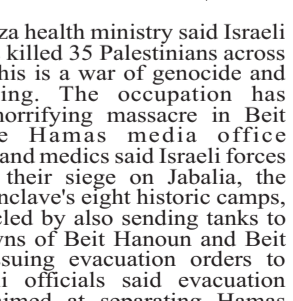 za health ministry said Israeli
killed 35 Palestinians across
his is a war of genocide and
ing. The occupation has
horrifying massacre in Beit
e Hamas media office
and medics said Israeli forces
their siege on Jabalia, the
nclave's eight historic camps,
cled by also sending tanks to
wns of Beit Hanoun and Beit
ssuing evacuation orders to
i officials said evacuation
aimed at separating Hamas